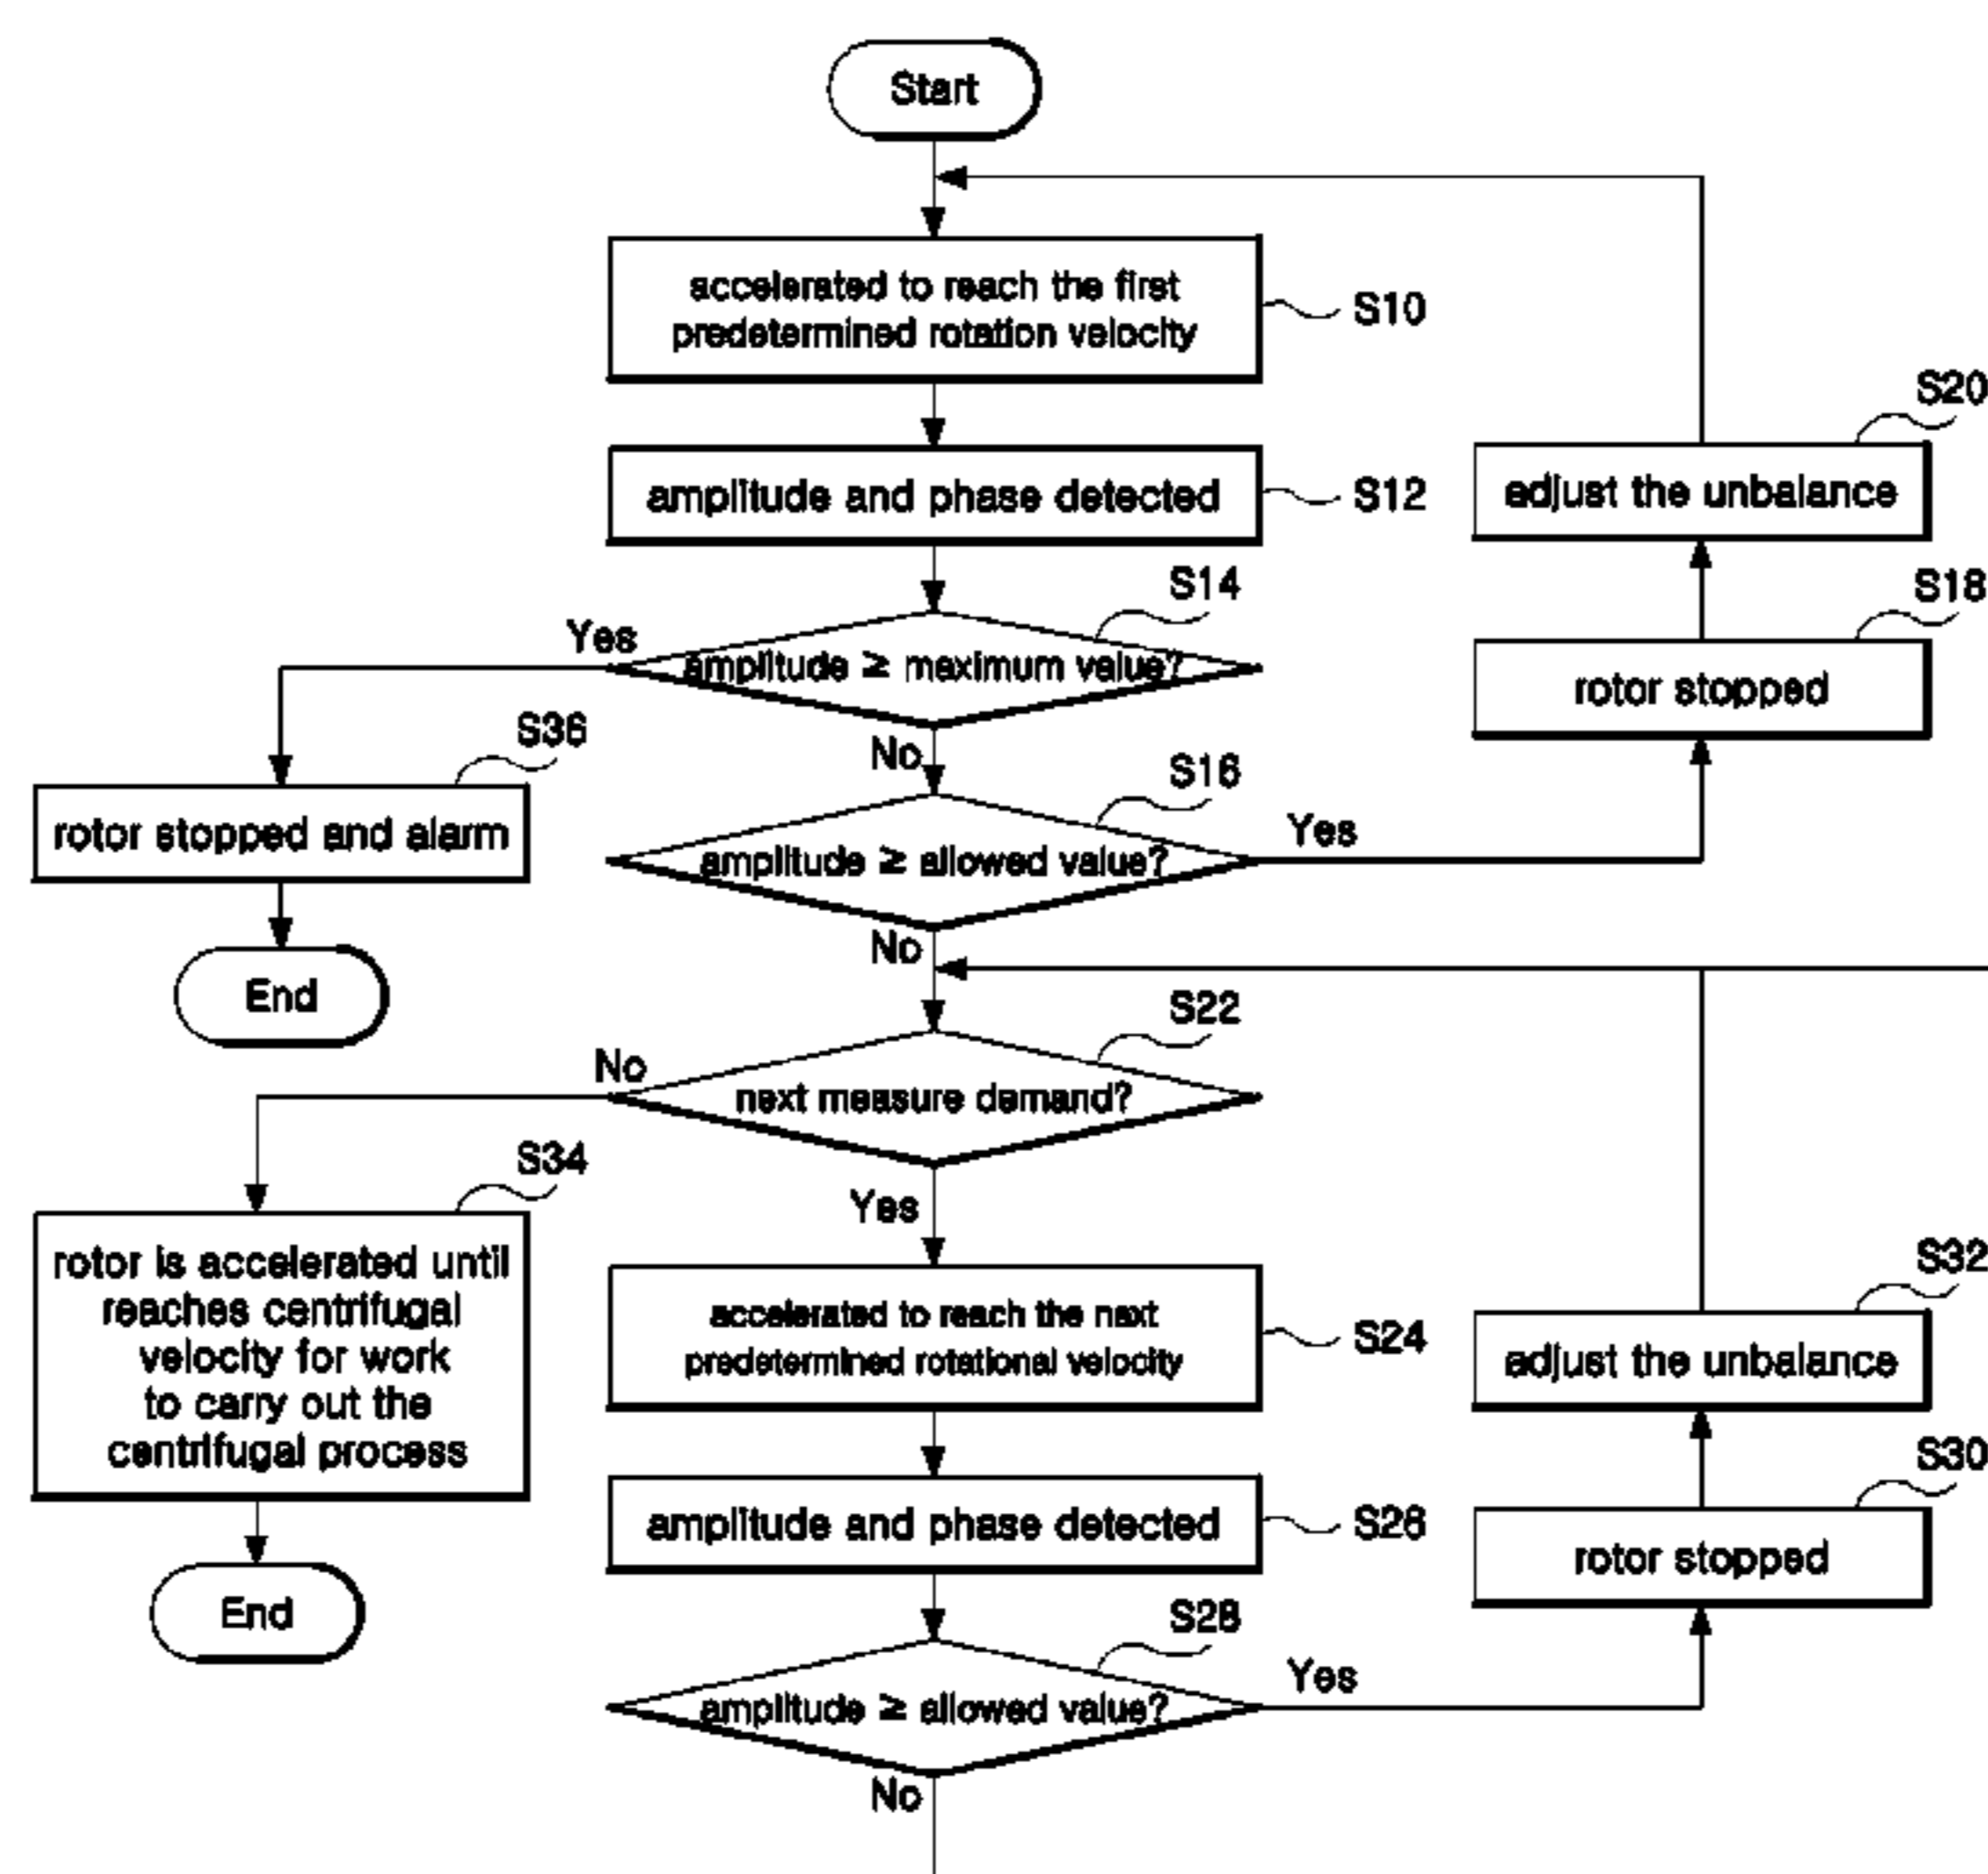 Start
accelerated to reach the first
predetermined rotation velocity
S10
amplitude and phase detected
S12
S20
adjust the unbalance
S14
Yes
amplitude ≥ maximum value?
No
S18
rotor stopped
S36
rotor stopped and alarm
End
S16
amplitude ≥ allowed value?
Yes
No
S22
next measure demand?
No
Yes
S34
rotor is accelerated until
reaches centrifugal
velocity for work
to carry out the
centrifugal process
End
accelerated to reach the next
predetermined rotational velocity
S24
S32
adjust the unbalance
amplitude and phase detected
S26
S30
rotor stopped
S28
amplitude ≥ allowed value?
Yes
No